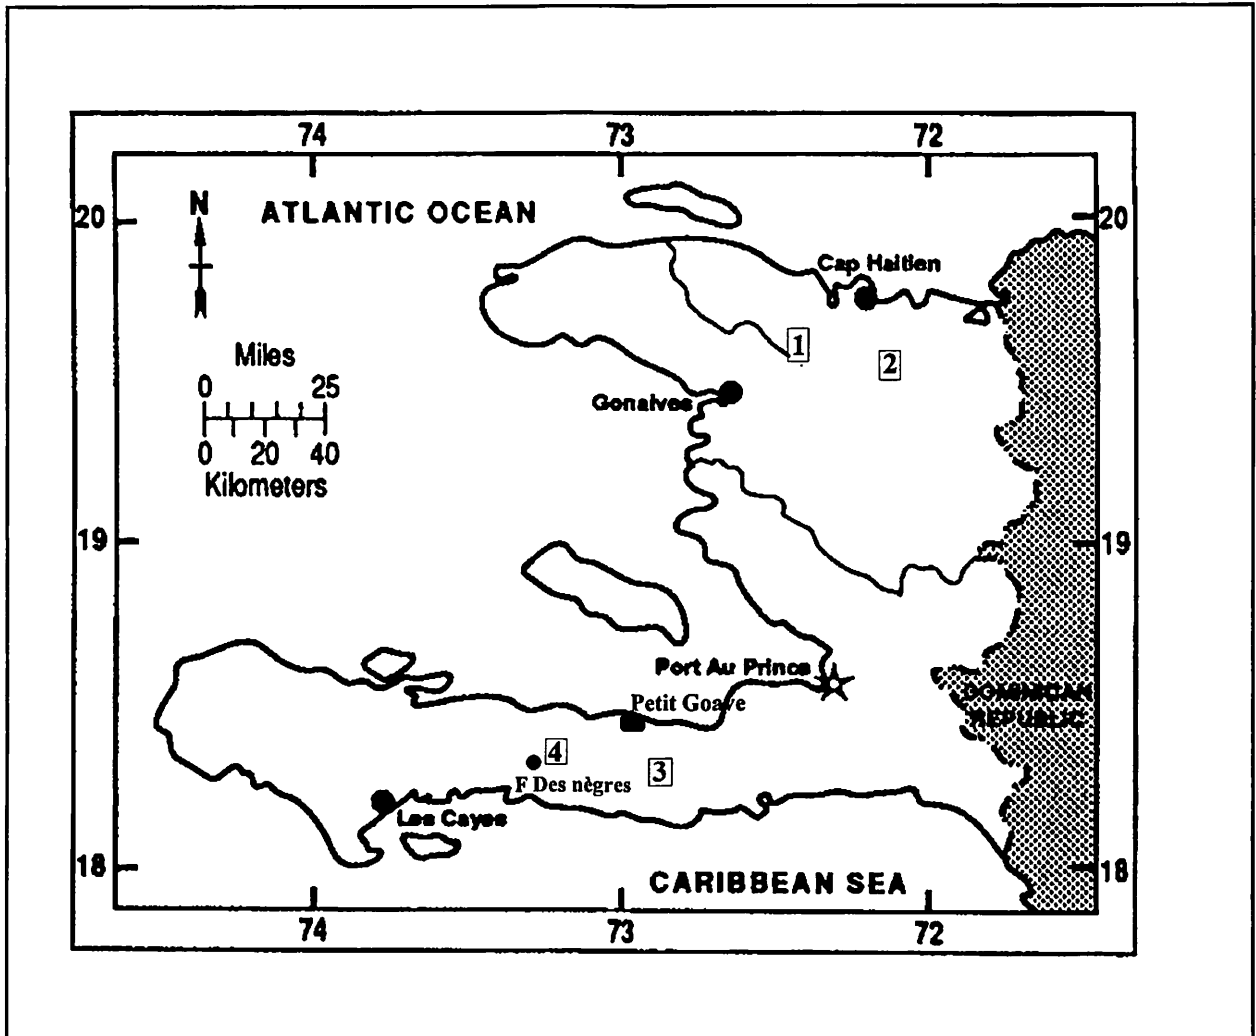 74 73 72
20 N ATLANTIC OCEAN 20
Cap Haitien
Miles
0 25
1
2
Gonaives
0 20 40
Kilometers
19 19
Port Au Prince
Petit Goave
DOMINICAN
REPUBLIC
4
3
F Des nègres
Les Cayes
18 18
CARIBBEAN SEA
74 73 72